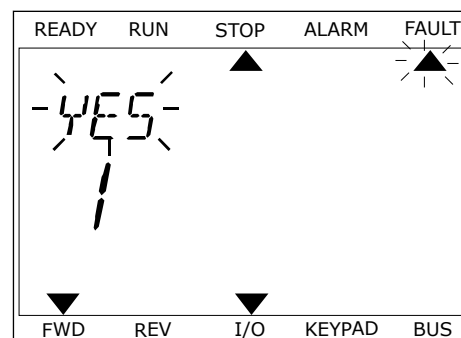 READY RUN STOP ALARM FAULT
YES
1
FWD REV I/O KEYPAD BUS